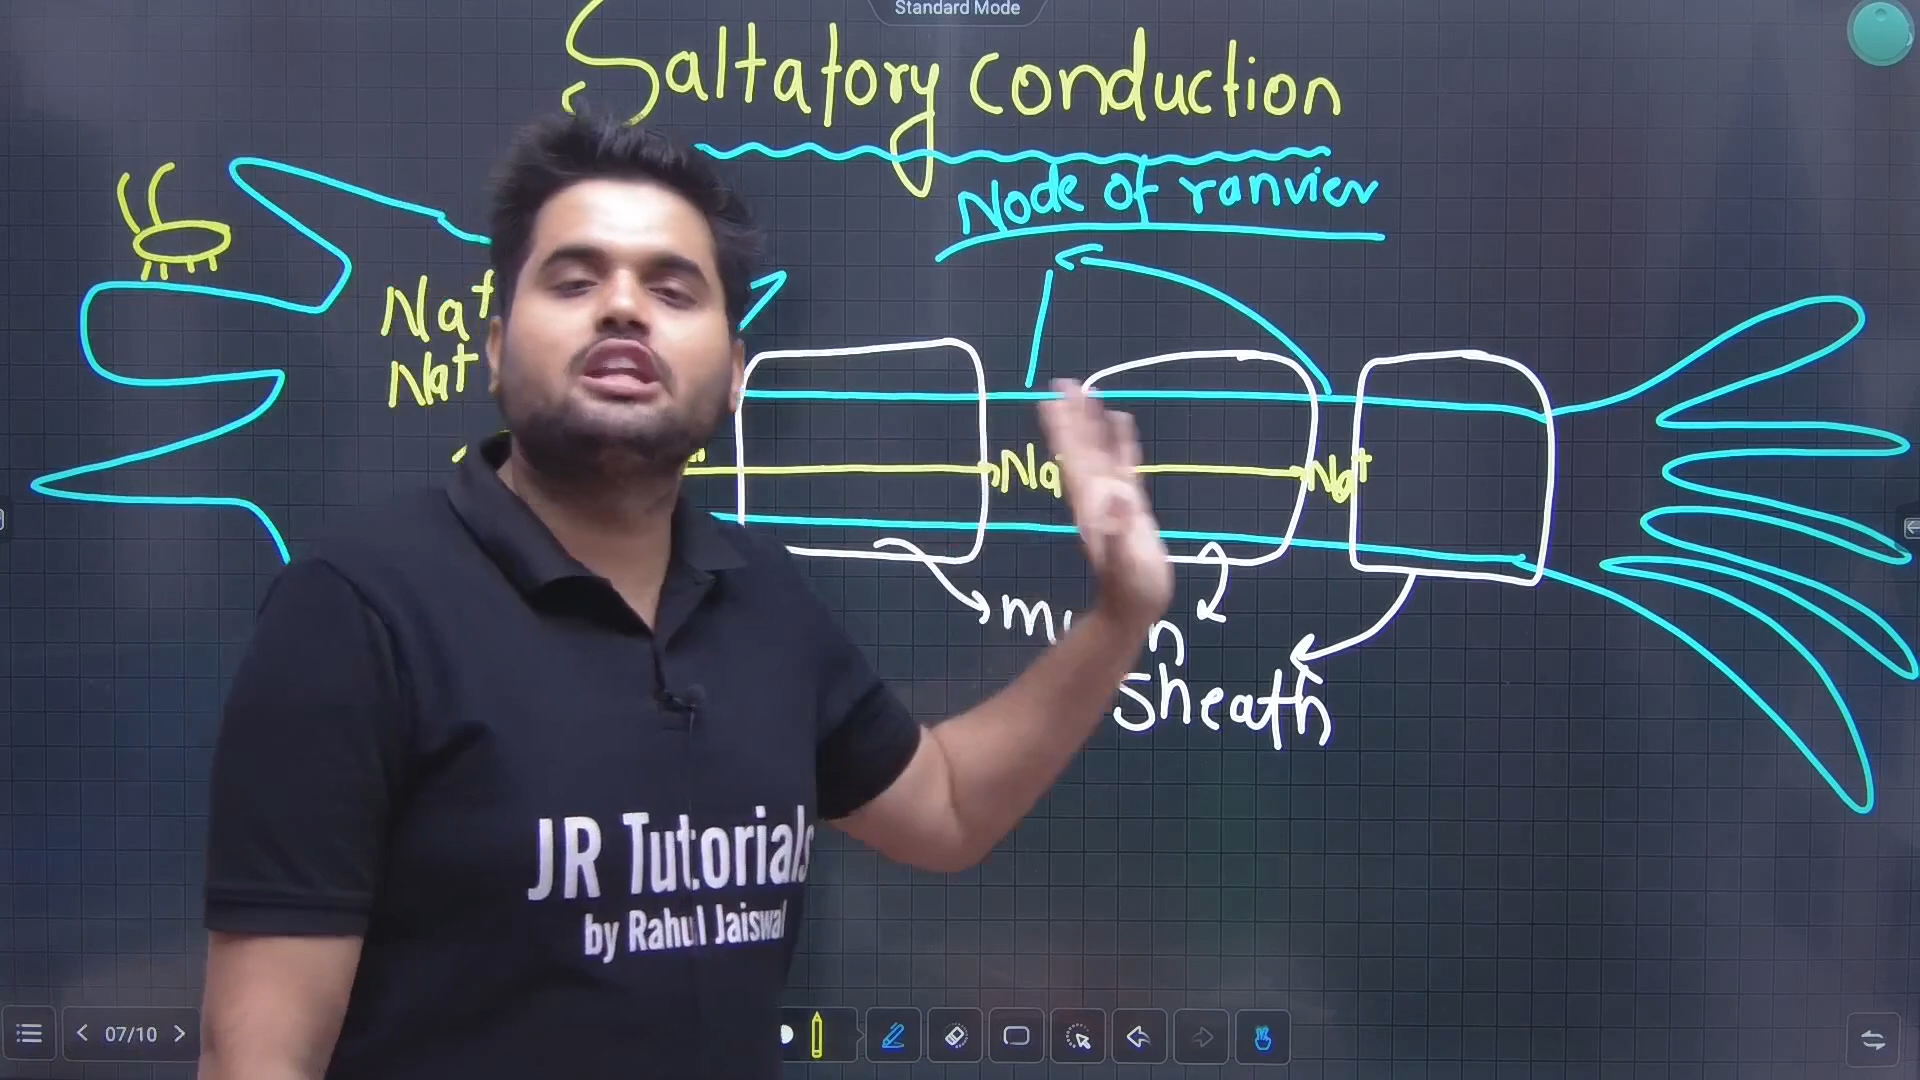 Standard Mode
Saltatory conduction
Node of ranvier
Na+
Na+
Na+
Na+
sheath
JR Tutorials
by Rahul Jaiswal
07/10